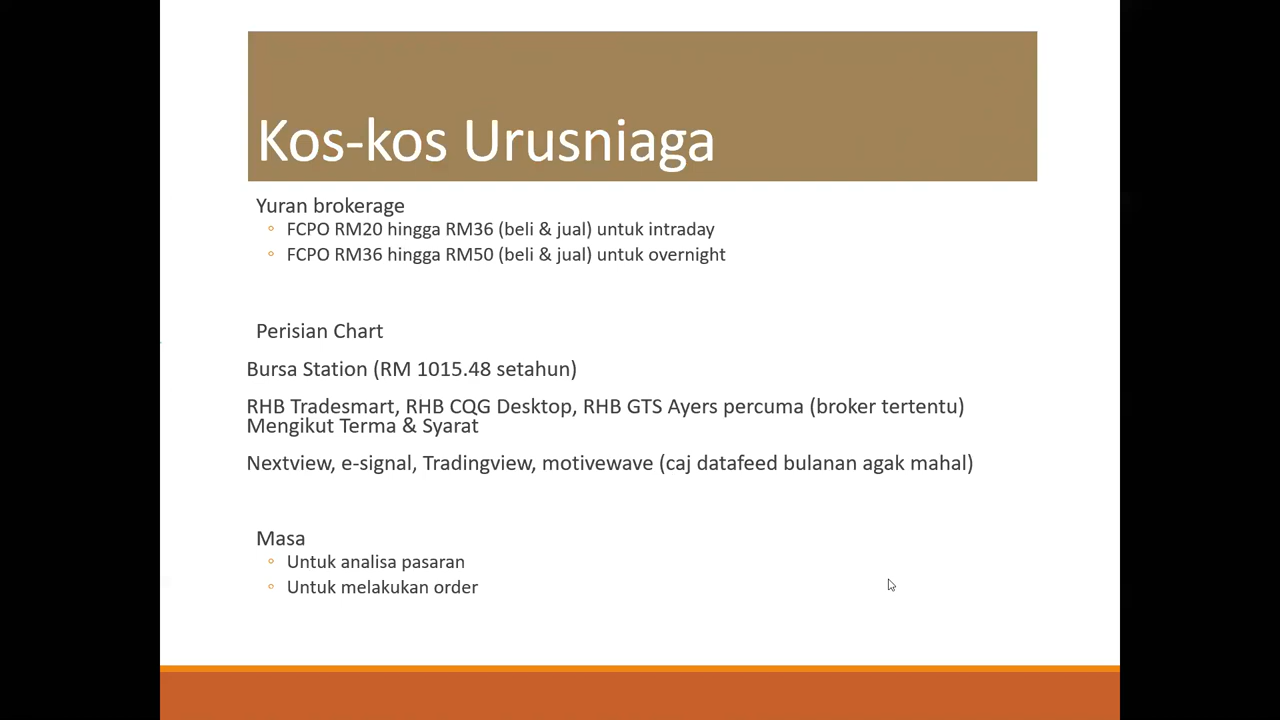 Kos-kos Urusniaga
Yuran brokerage
◦ FCPO RM20 hingga RM36 (beli & jual) untuk intraday
◦ FCPO RM36 hingga RM50 (beli & jual) untuk overnight
Perisian Chart
Bursa Station (RM 1015.48 setahun)
RHB Tradesmart, RHB CQG Desktop, RHB GTS Ayers percuma (broker tertentu)
Mengikut Terma & Syarat
Nextview, e-signal, Tradingview, motivewave (caj datafeed bulanan agak mahal)
Masa
◦ Untuk analisa pasaran
◦ Untuk melakukan order